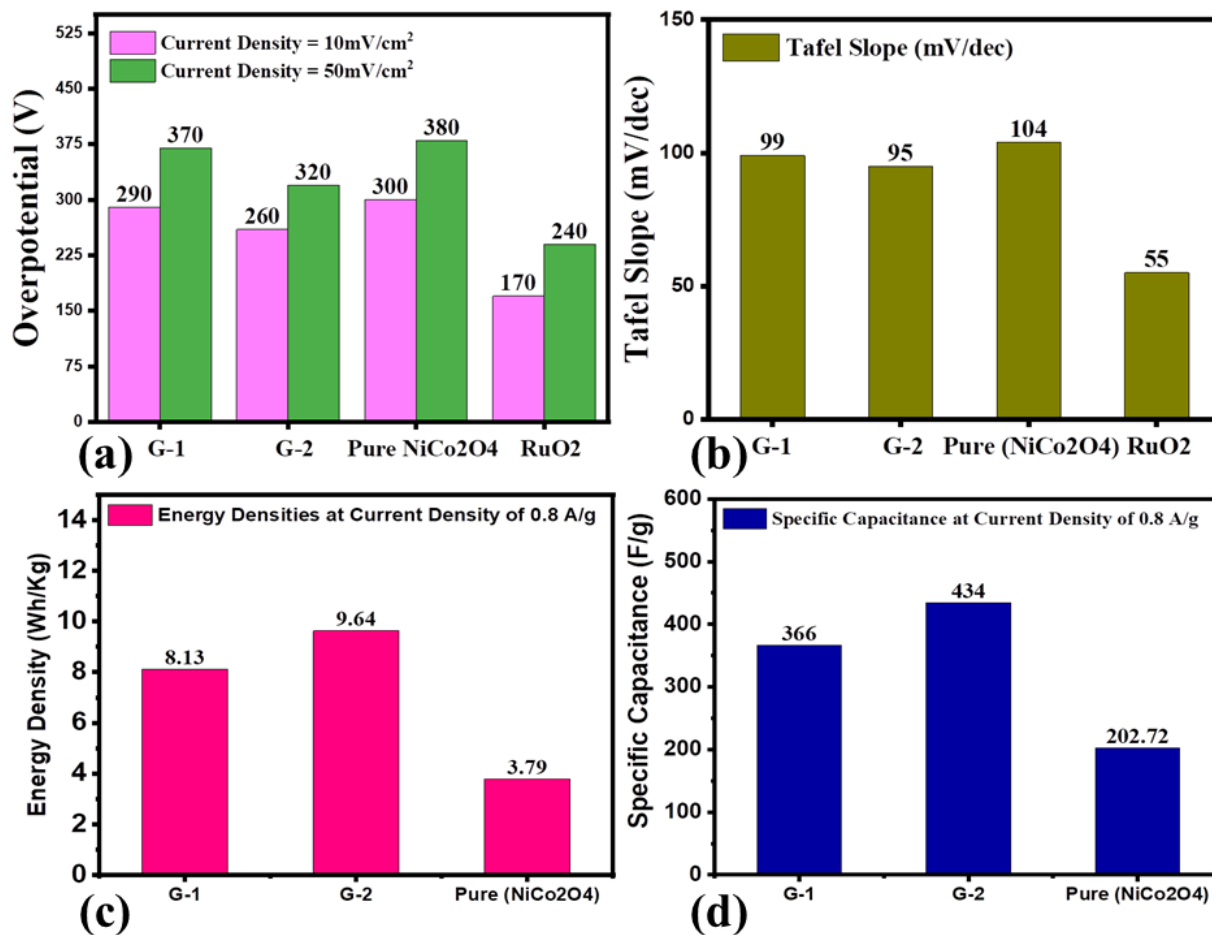 Overpotential (V)
525
450
375
300
225
150
75
0
Current Density = 10mV/cm²
Current Density = 50mV/cm²
290
370
260
320
300
380
170
240
G-1
G-2
Pure NiCo2O4
RuO2
(a)
Tafel Slope (mV/dec)
150
100
50
0
Tafel Slope (mV/dec)
99
95
104
55
G-1
G-2
Pure (NiCo2O4)
RuO2
(b)
Energy Density (Wh/Kg)
14
12
10
8
6
4
2
0
Energy Densities at Current Density of 0.8 A/g
8.13
9.64
3.79
G-1
G-2
Pure (NiCo2O4)
(c)
Specific Capacitance (F/g)
600
500
400
300
200
100
0
Specific Capacitance at Current Density of 0.8 A/g
366
434
202.72
G-1
G-2
Pure (NiCo2O4)
(d)